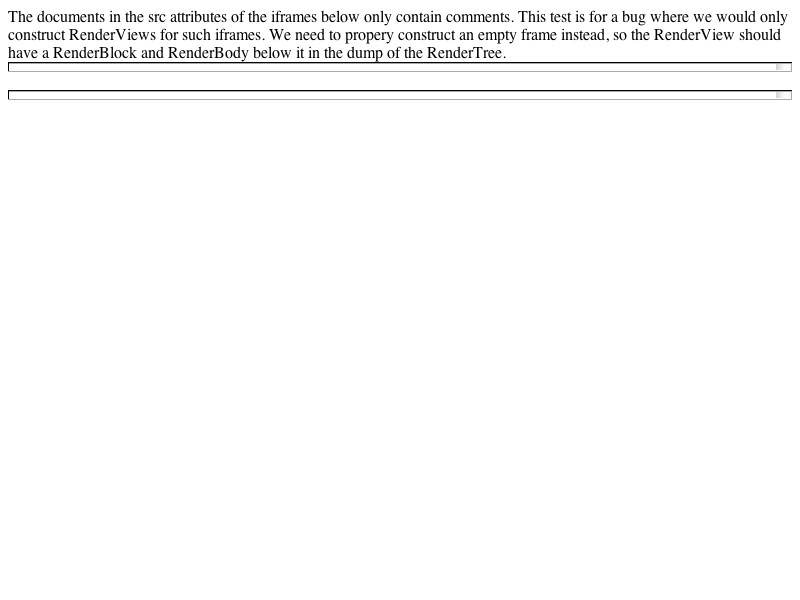 The documents in the src attributes of the iframes below only contain comments. This test is for a bug where we would only
construct RenderViews for such iframes. We need to propery construct an empty frame instead, so the RenderView should
have a RenderBlock and RenderBody below it in the dump of the RenderTree.